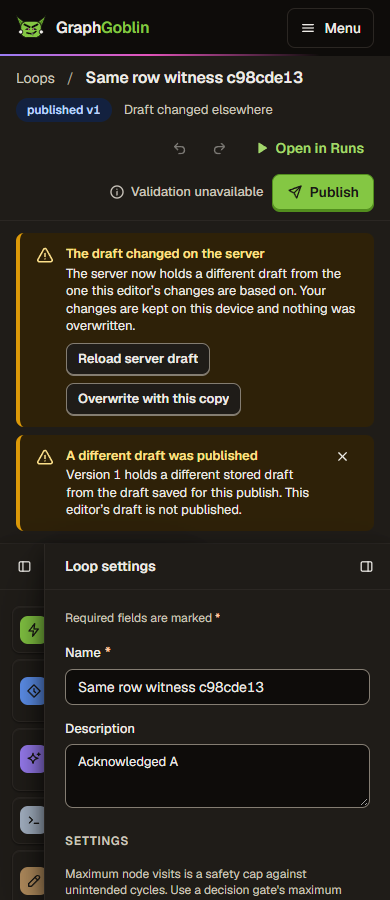 GraphGoblin
Menu
Loops / Same row witness c98cde13
published v1 Draft changed elsewhere
Open in Runs
Validation unavailable Publish
The draft changed on the server
The server now holds a different draft from the
one this editor's changes are based on. Your
changes are kept on this device and nothing was
overwritten.
Reload server draft
Overwrite with this copy
A different draft was published
Version 1 holds a different stored draft
from the draft saved for this publish. This
editor's draft is not published.
Loop settings
Required fields are marked *
Name *
Same row witness c98cde13
Description
Acknowledged A
SETTINGS
Maximum node visits is a safety cap against
unintended cycles. Use a decision gate's maximum